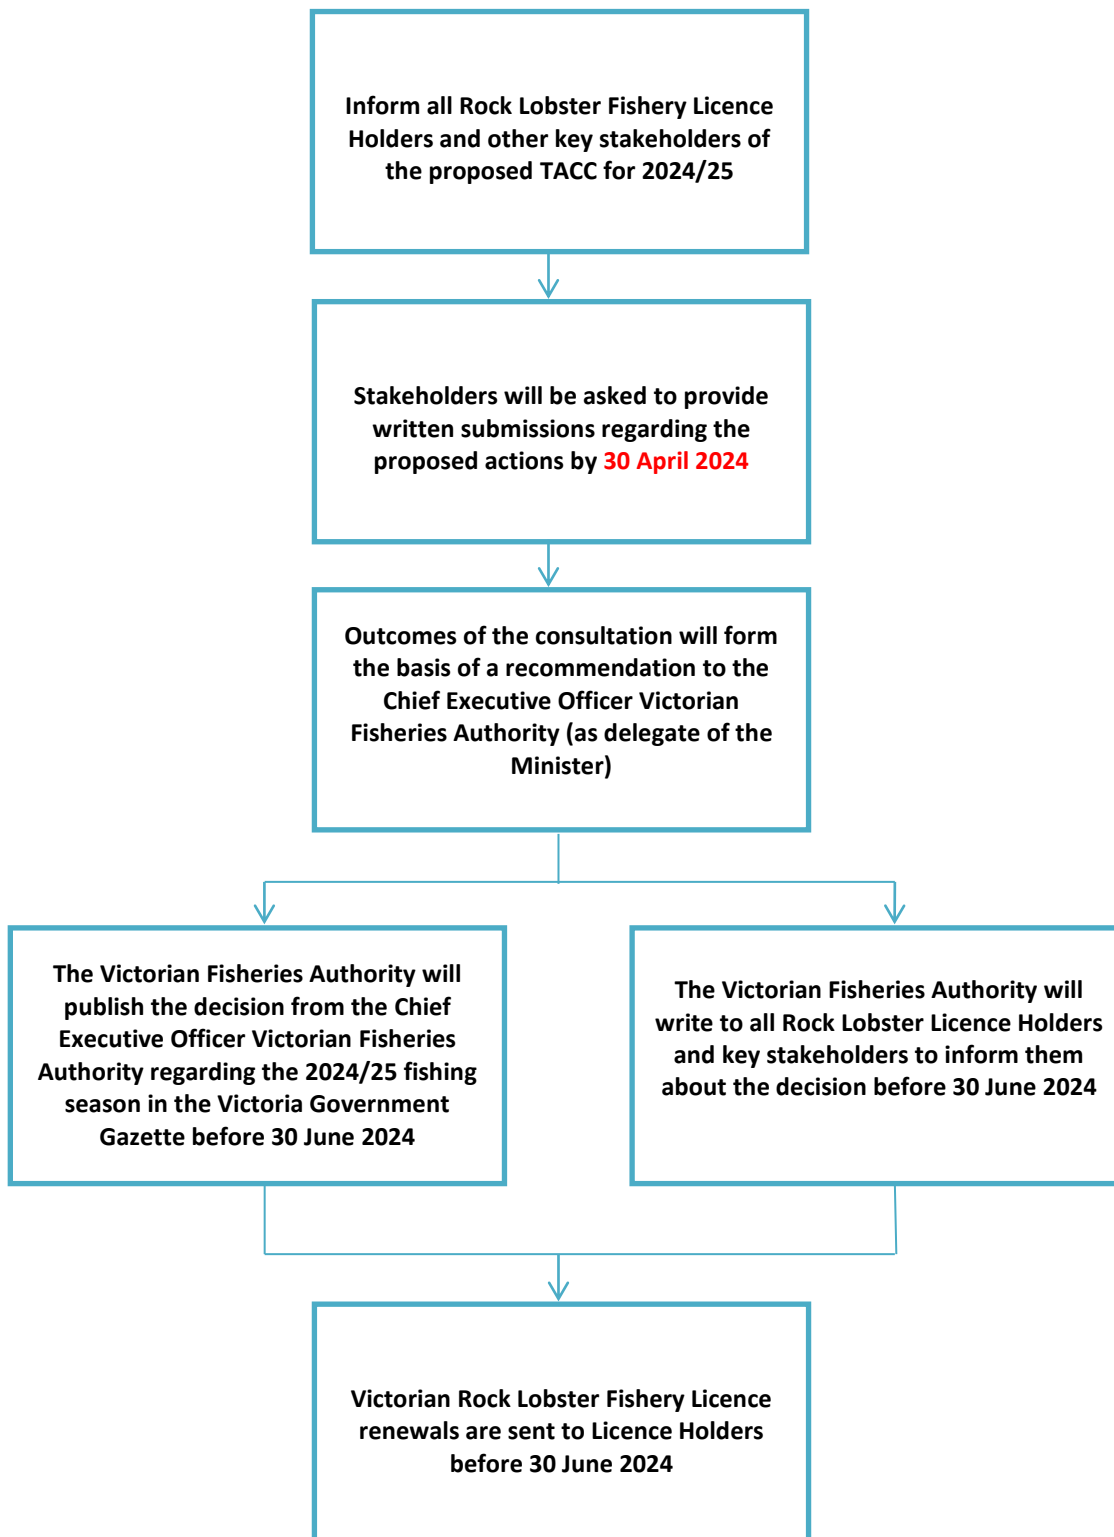 Inform all Rock Lobster Fishery Licence
Holders and other key stakeholders of
the proposed TACC for 2024/25
Stakeholders will be asked to provide
written submissions regarding the
proposed actions by 30 April 2024
Outcomes of the consultation will form
the basis of a recommendation to the
Chief Executive Officer Victorian
Fisheries Authority (as delegate of the
Minister)
The Victorian Fisheries Authority will
publish the decision from the Chief
Executive Officer Victorian Fisheries
Authority regarding the 2024/25 fishing
season in the Victoria Government
Gazette before 30 June 2024
The Victorian Fisheries Authority will
write to all Rock Lobster Licence Holders
and key stakeholders to inform them
about the decision before 30 June 2024
Victorian Rock Lobster Fishery Licence
renewals are sent to Licence Holders
before 30 June 2024